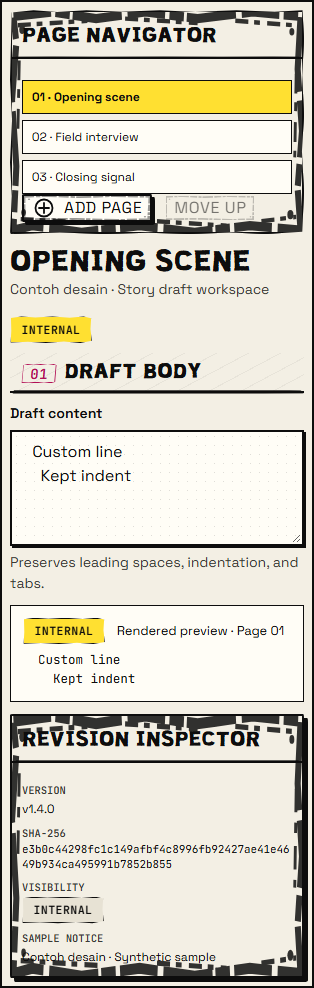 PAGE NAVIGATOR
01 · Opening scene
02 · Field interview
03 · Closing signal
ADD PAGE MOVE UP
OPENING SCENE
Contoh desain · Story draft workspace
INTERNAL
01 DRAFT BODY
Draft content
Custom line
Kept indent
Preserves leading spaces, indentation, and
tabs.
INTERNAL Rendered preview · Page 01
Custom line
Kept indent
REVISION INSPECTOR
VERSION
v1.4.0
SHA-256
e3b0c44298fc1c149afbf4c8996fb92427ae41e46
49b934ca495991b7852b855
VISIBILITY
INTERNAL
SAMPLE NOTICE
Contoh desain · Synthetic sample